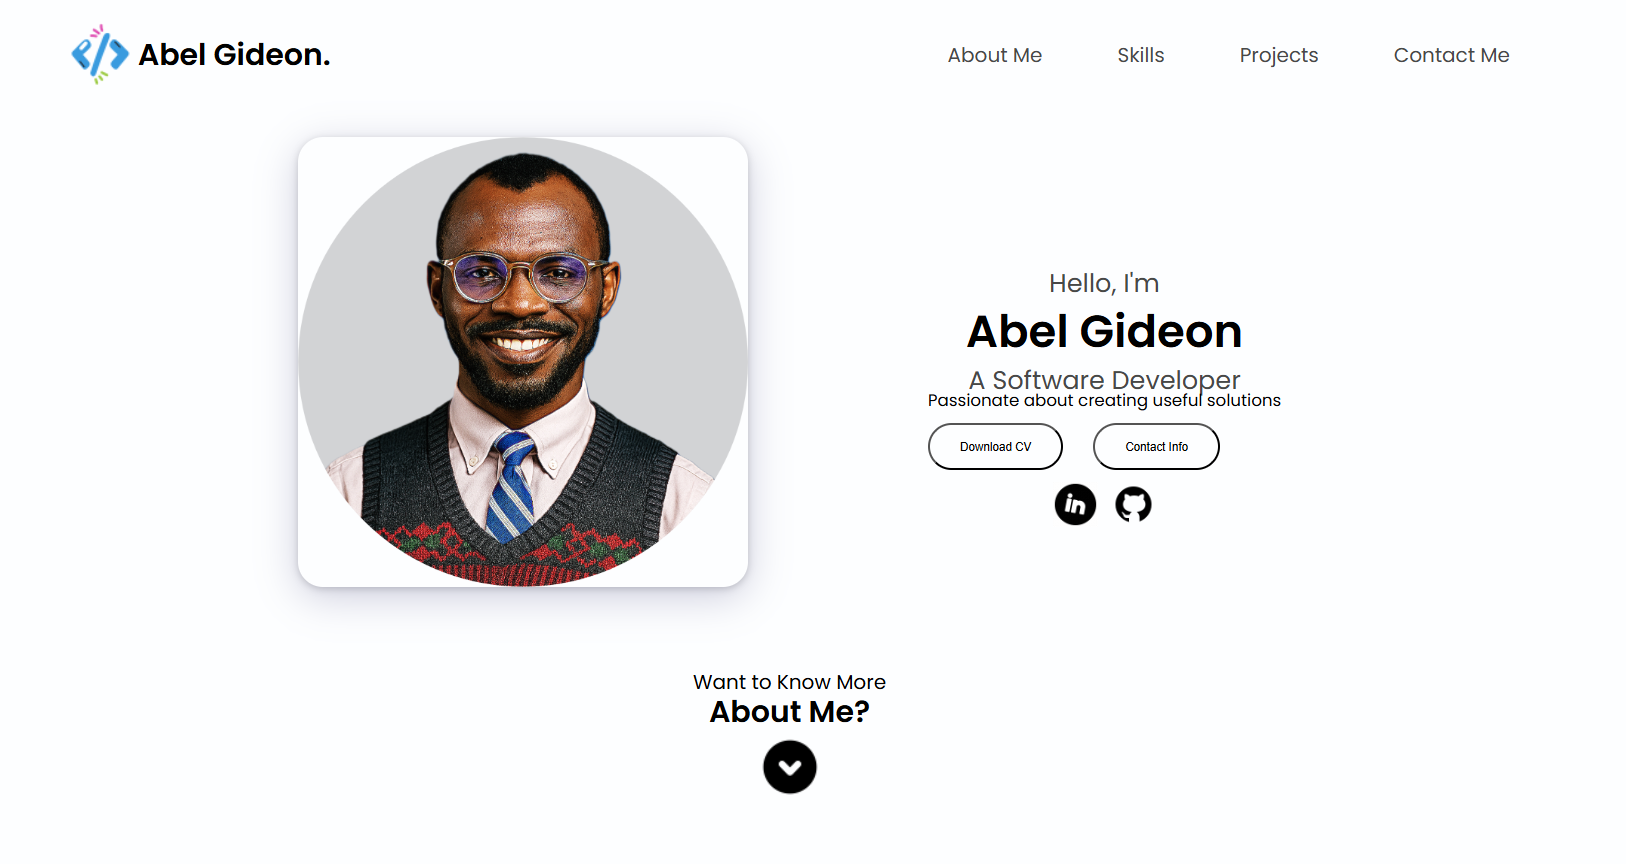 Abel Gideon.
About Me
Skills
Projects
Contact Me
Hello, I'm
Abel Gideon
A Software Developer
Passionate about creating useful solutions
Download CV
Contact Info
in
Want to Know More
About Me?